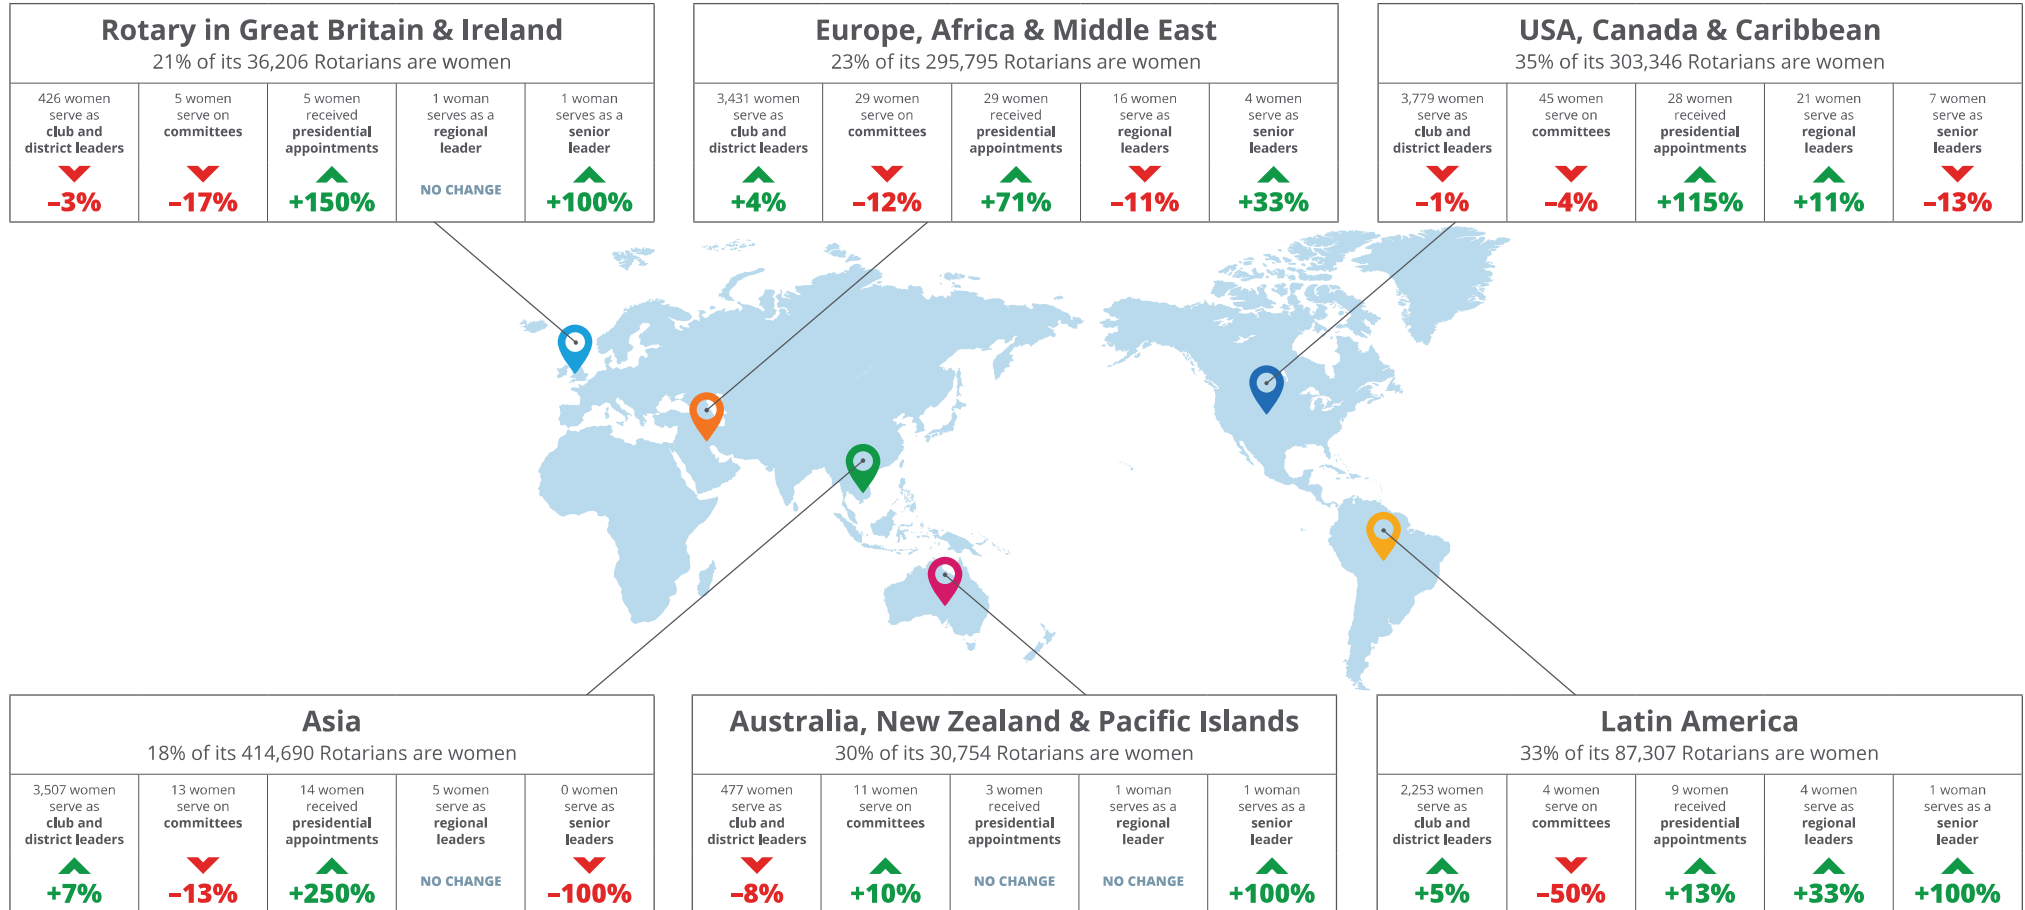 Rotary in Great Britain & Ireland
21% of its 36,206 Rotarians are women
426 women
serve as
club and
district leaders
–3%
5 women
serve on
committees
–17%
5 women
received
presidential
appointments
+150%
1 woman
serves as a
regional
leader
NO CHANGE
1 woman
serves as a
senior
leader
+100%
Europe, Africa & Middle East
23% of its 295,795 Rotarians are women
3,431 women
serve as
club and
district leaders
+4%
29 women
serve on
committees
–12%
29 women
received
presidential
appointments
+71%
16 women
serve as
regional
leaders
–11%
4 women
serve as
senior
leaders
+33%
USA, Canada & Caribbean
35% of its 303,346 Rotarians are women
3,779 women
serve as
club and
district leaders
–1%
45 women
serve on
committees
–4%
28 women
received
presidential
appointments
+115%
21 women
serve as
regional
leaders
+11%
7 women
serve as
senior
leaders
–13%
Asia
18% of its 414,690 Rotarians are women
3,507 women
serve as
club and
district leaders
+7%
13 women
serve on
committees
–13%
14 women
received
presidential
appointments
+250%
5 women
serve as
regional
leaders
NO CHANGE
0 women
serve as
senior
leaders
–100%
Australia, New Zealand & Pacific Islands
30% of its 30,754 Rotarians are women
477 women
serve as
club and
district leaders
–8%
11 women
serve on
committees
+10%
3 women
received
presidential
appointments
NO CHANGE
1 woman
serves as a
regional
leader
NO CHANGE
1 woman
serves as a
senior
leader
+100%
Latin America
33% of its 87,307 Rotarians are women
2,253 women
serve as
club and
district leaders
+5%
4 women
serve on
committees
–50%
9 women
received
presidential
appointments
+13%
4 women
serve as
regional
leaders
+33%
1 woman
serves as a
senior
leader
+100%